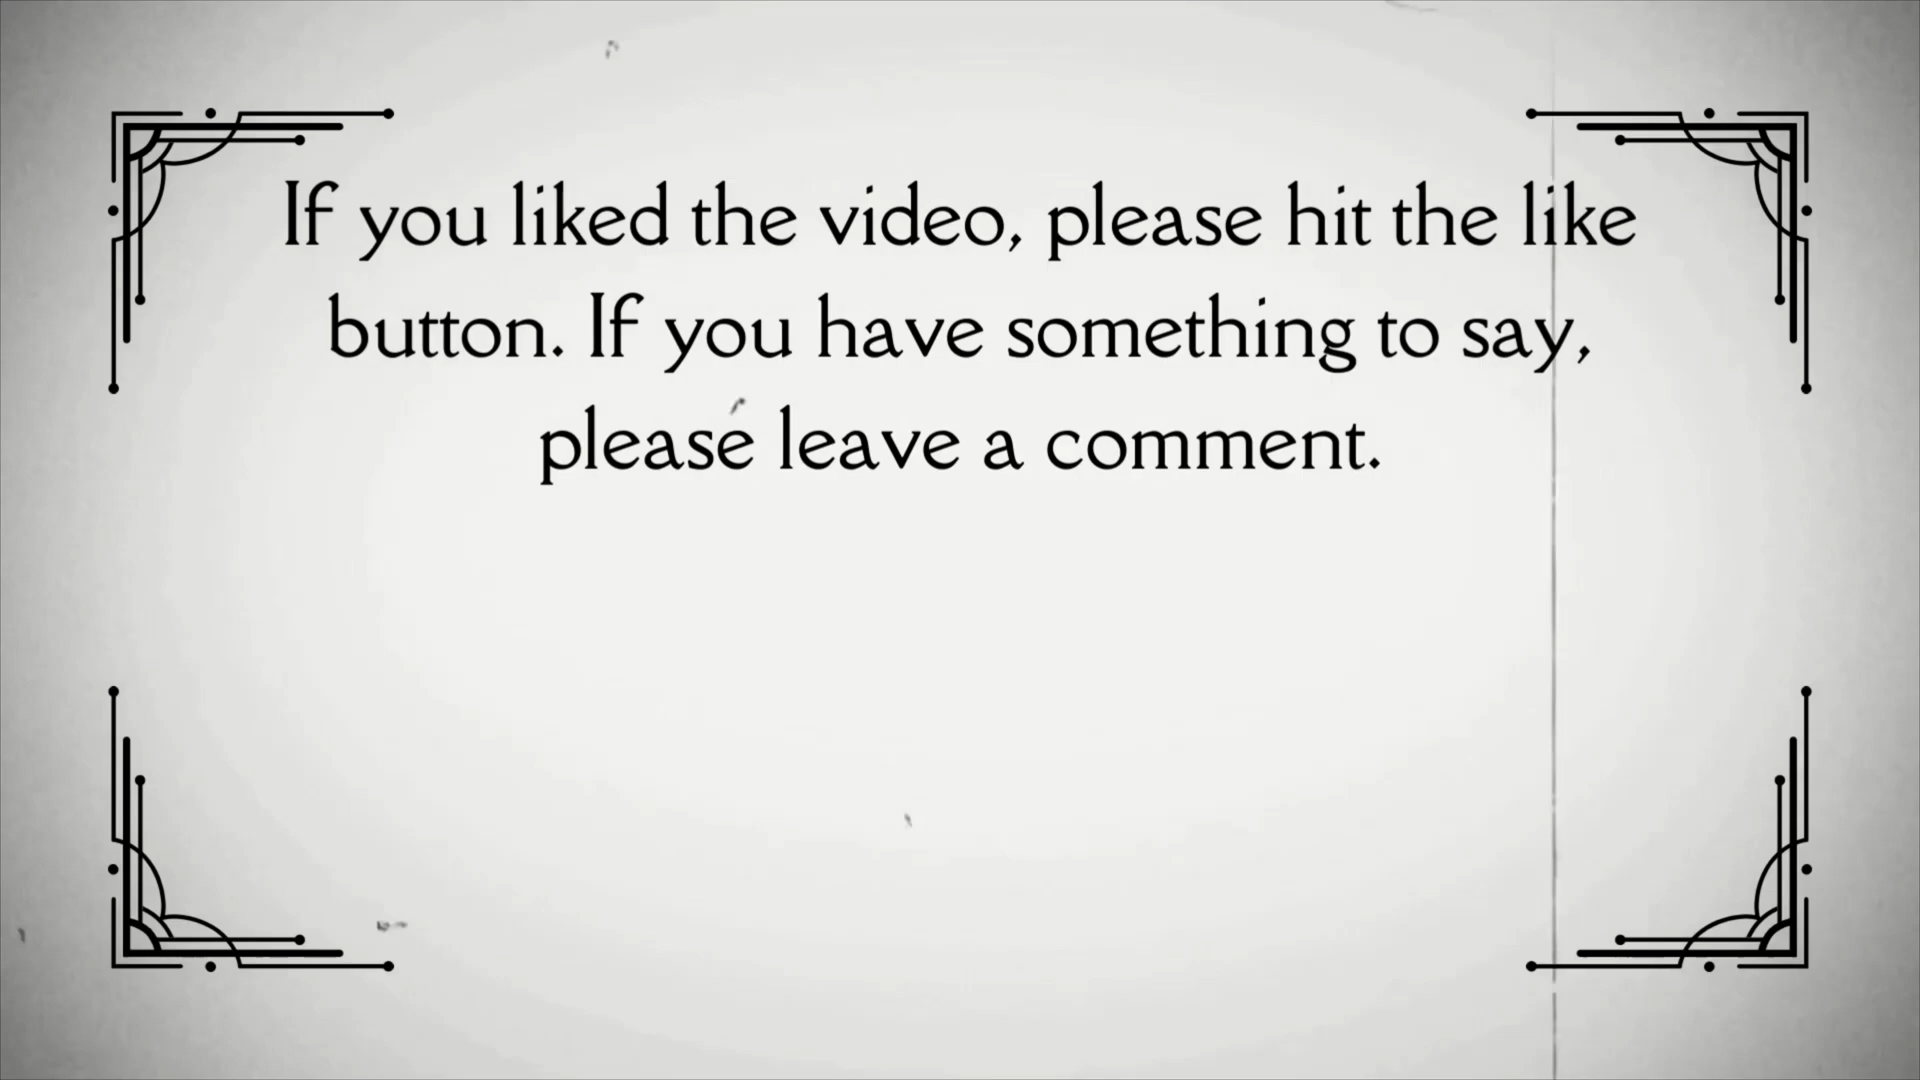 If you liked the video, please hit the like
button. If you have something to say,
please leave a comment.